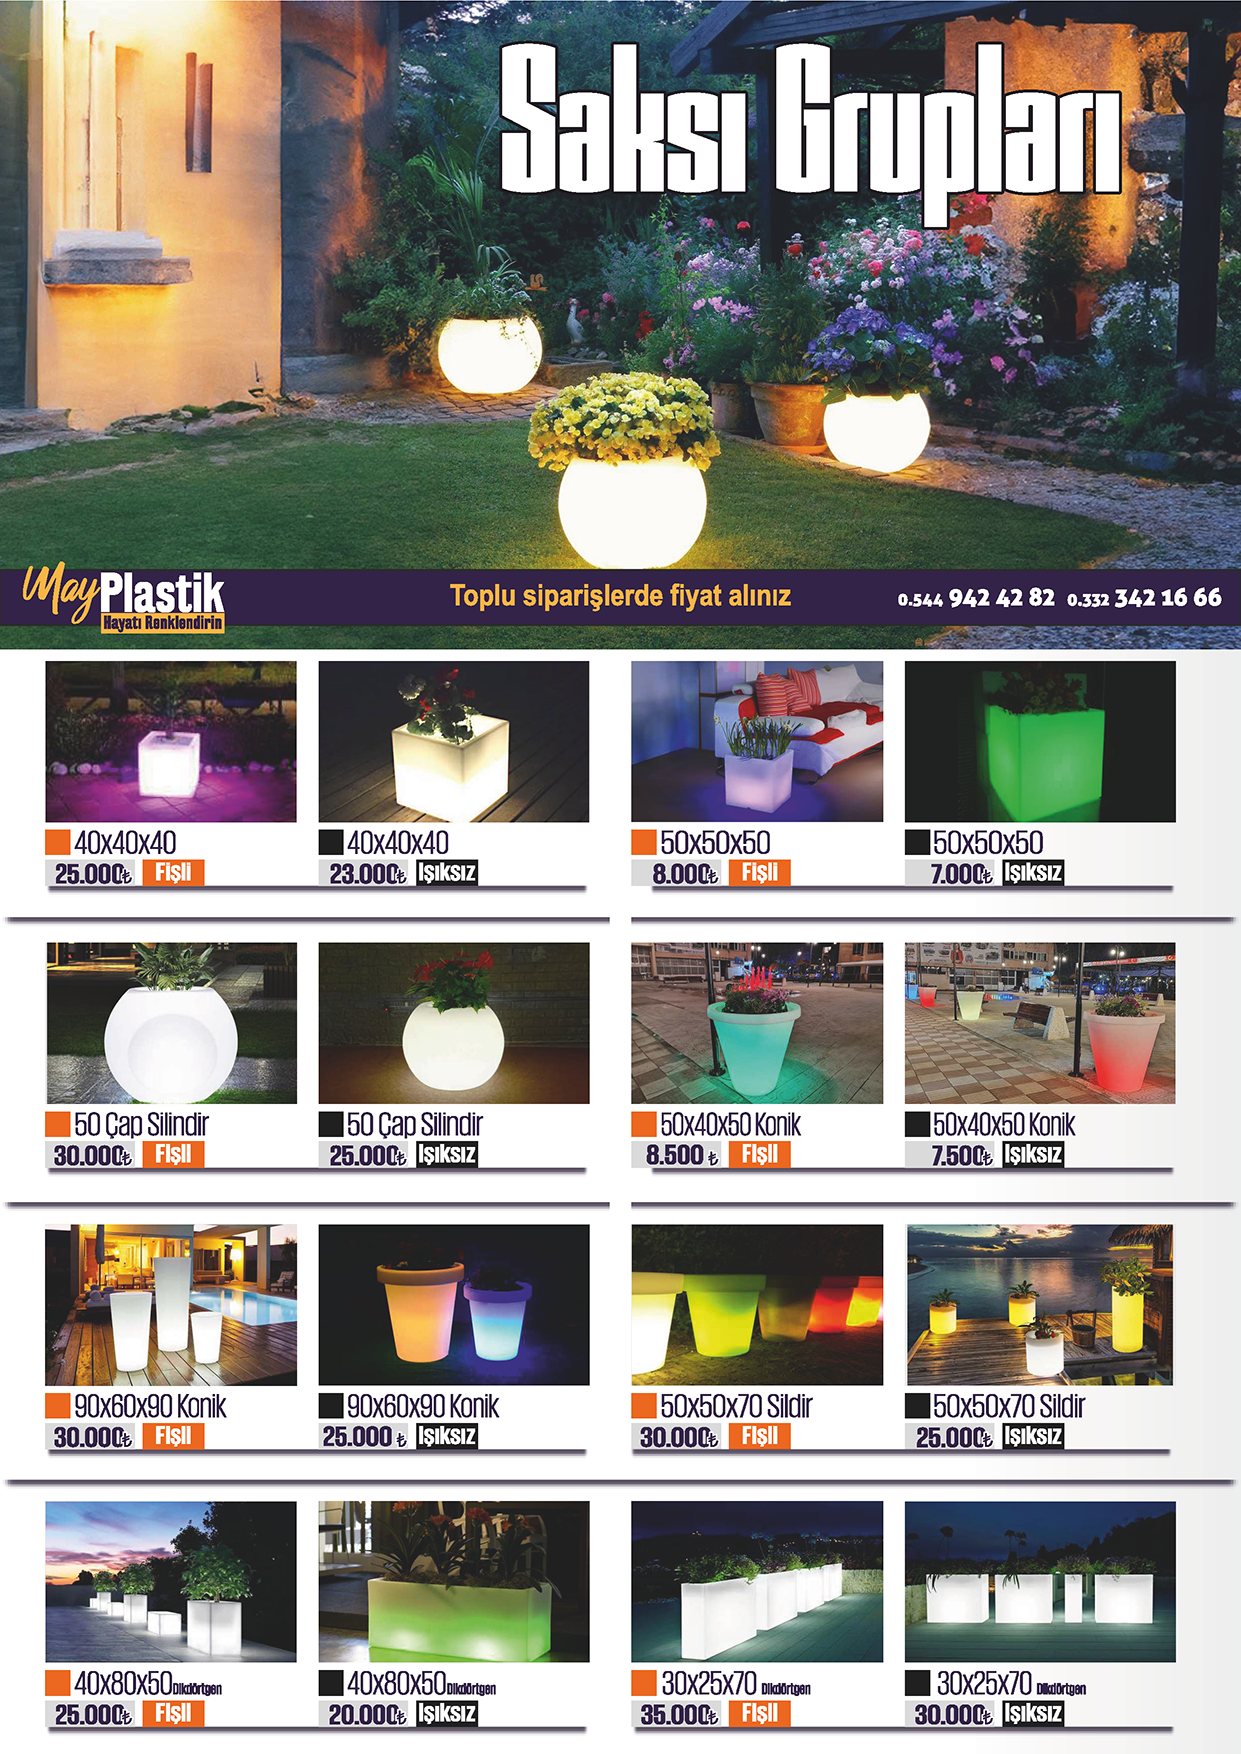 Saksı Grupları
May Plastik
Hayatı Renklendirin
Toplu siparişlerde fiyat alınız
0.544 942 42 82 0.332 342 16 66
40x40x40
25.000₺ Fişli
40x40x40
23.000₺ Işıksız
50x50x50
8.000₺ Fişli
50x50x50
7.000₺ Işıksız
50 Çap Silindir
30.000₺ Fişli
50 Çap Silindir
25.000₺ Işıksız
50x40x50 Konik
8.500 ₺ Fişli
50x40x50 Konik
7.500₺ Işıksız
90x60x90 Konik
30.000₺ Fişli
90x60x90 Konik
25.000 ₺ Işıksız
50x50x70 Sildir
30.000₺ Fişli
50x50x70 Sildir
25.000₺ Işıksız
40x80x50 Dikdörtgen
25.000₺ Fişli
40x80x50 Dikdörtgen
20.000₺ Işıksız
30x25x70 Dikdörtgen
35.000₺ Fişli
30x25x70 Dikdörtgen
30.000₺ Işıksız